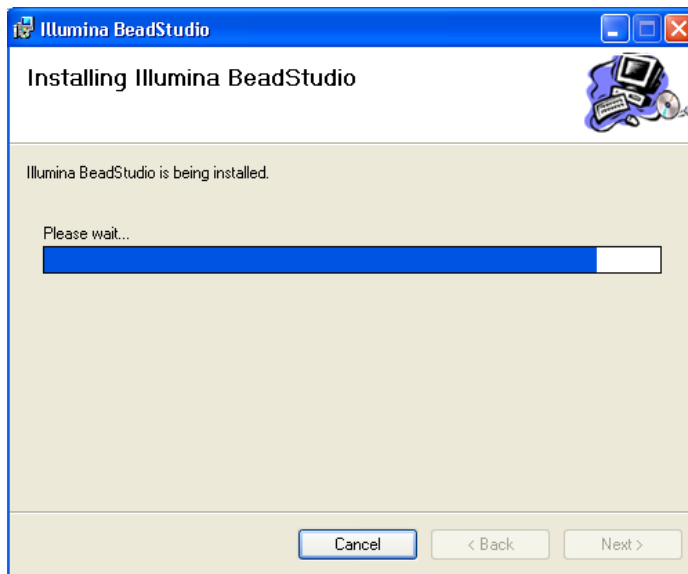 Illumina BeadStudio
Installing Illumina BeadStudio
Illumina BeadStudio is being installed.
Please wait...
Cancel
< Back
Next >